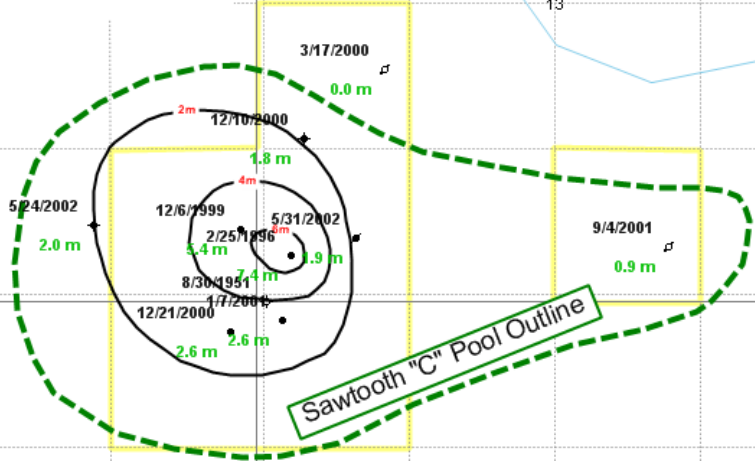 13
3/17/2000
0.0 m
2m
12/10/2000
1.8 m
4m
5/24/2002
2.0 m
12/6/1999
5.4 m
5/31/2002
6m
2/25/1996
1.9 m
7.4 m
9/4/2001
0.9 m
8/30/1951
1/7/2001
12/21/2000
2.6 m
2.6 m
Sawtooth "C" Pool Outline